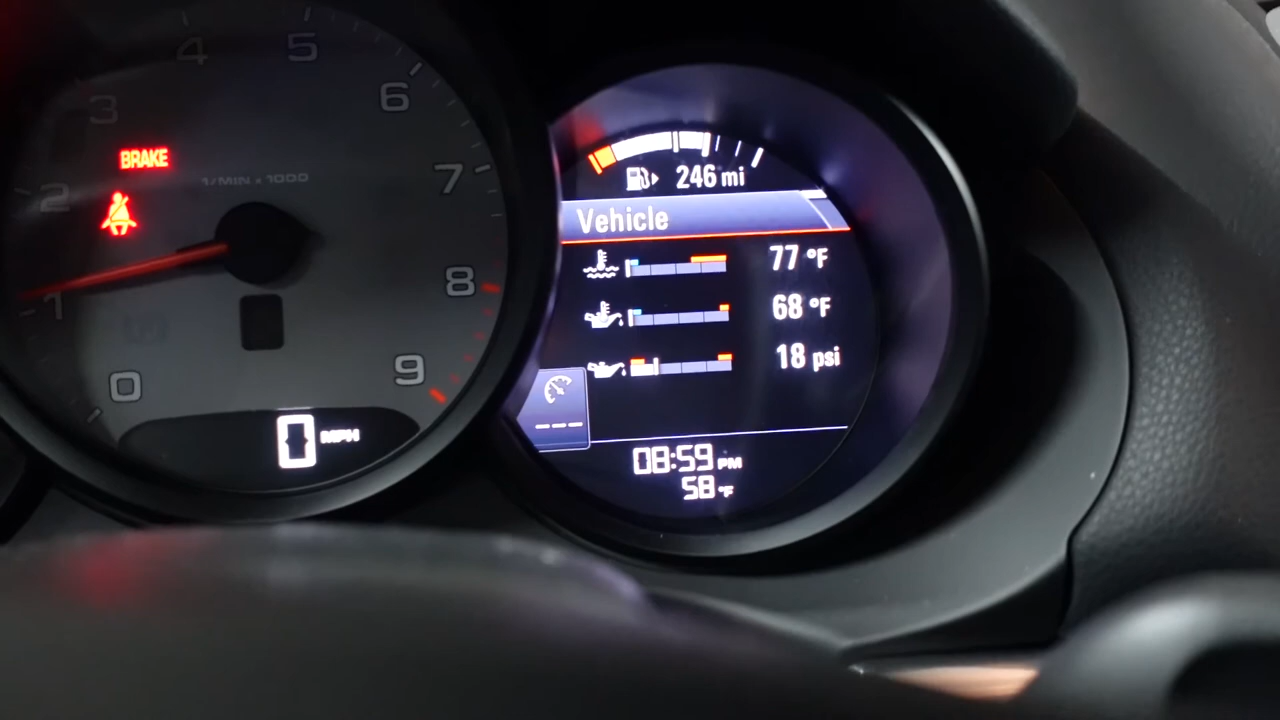 4
5
3
6
BRAKE
1/MIN x 1000
7
2
8
1
9
0
0 MPH
246 mi
Vehicle
77 °F
68 °F
18 psi
08:59 PM
58 °F